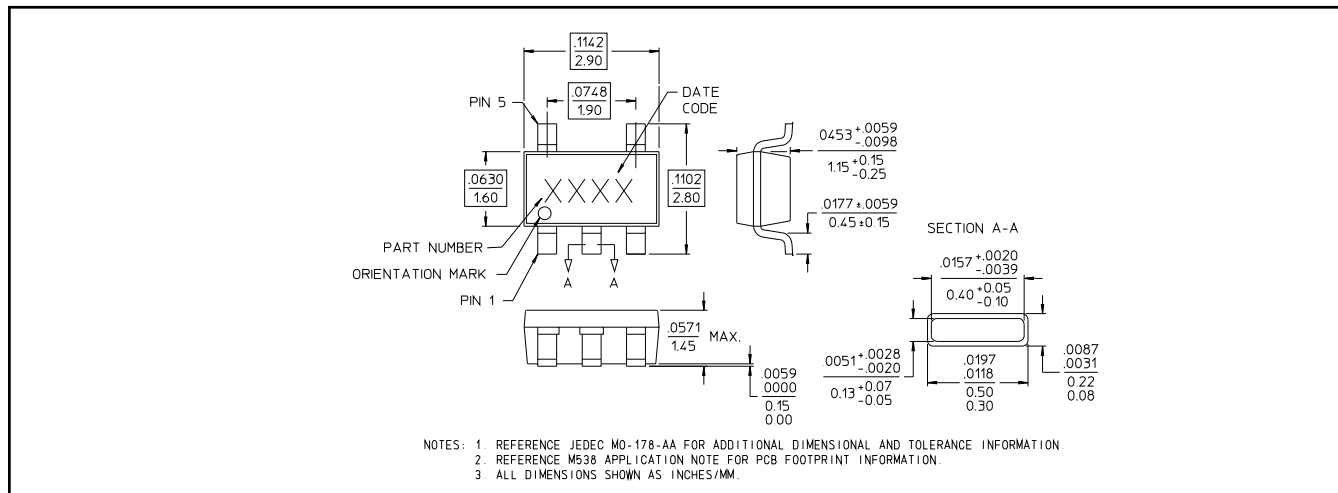 .1142
2.90
.0748
1.90
PIN 5
DATE
CODE
.0453 +.0059
-.0098
1.15 +0.15
-0.25
.0630
1.60
XXXX
.1102
2.80
.0177 ±.0059
0.45 ±0.15
PART NUMBER
ORIENTATION MARK
PIN 1
A A
SECTION A-A
.0157 +.0020
-.0039
0.40 +0.05
-0.10
.0571
1.45
MAX.
.0059
.0000
0.15
0.00
.0051 +.0028
-.0020
0.13 +0.07
-0.05
.0197
.0118
0.50
0.30
.0087
.0031
0.22
0.08
NOTES: 1. REFERENCE JEDEC MO-178-AA FOR ADDITIONAL DIMENSIONAL AND TOLERANCE INFORMATION.
2. REFERENCE M538 APPLICATION NOTE FOR PCB FOOTPRINT INFORMATION.
3. ALL DIMENSIONS SHOWN AS INCHES/MM.